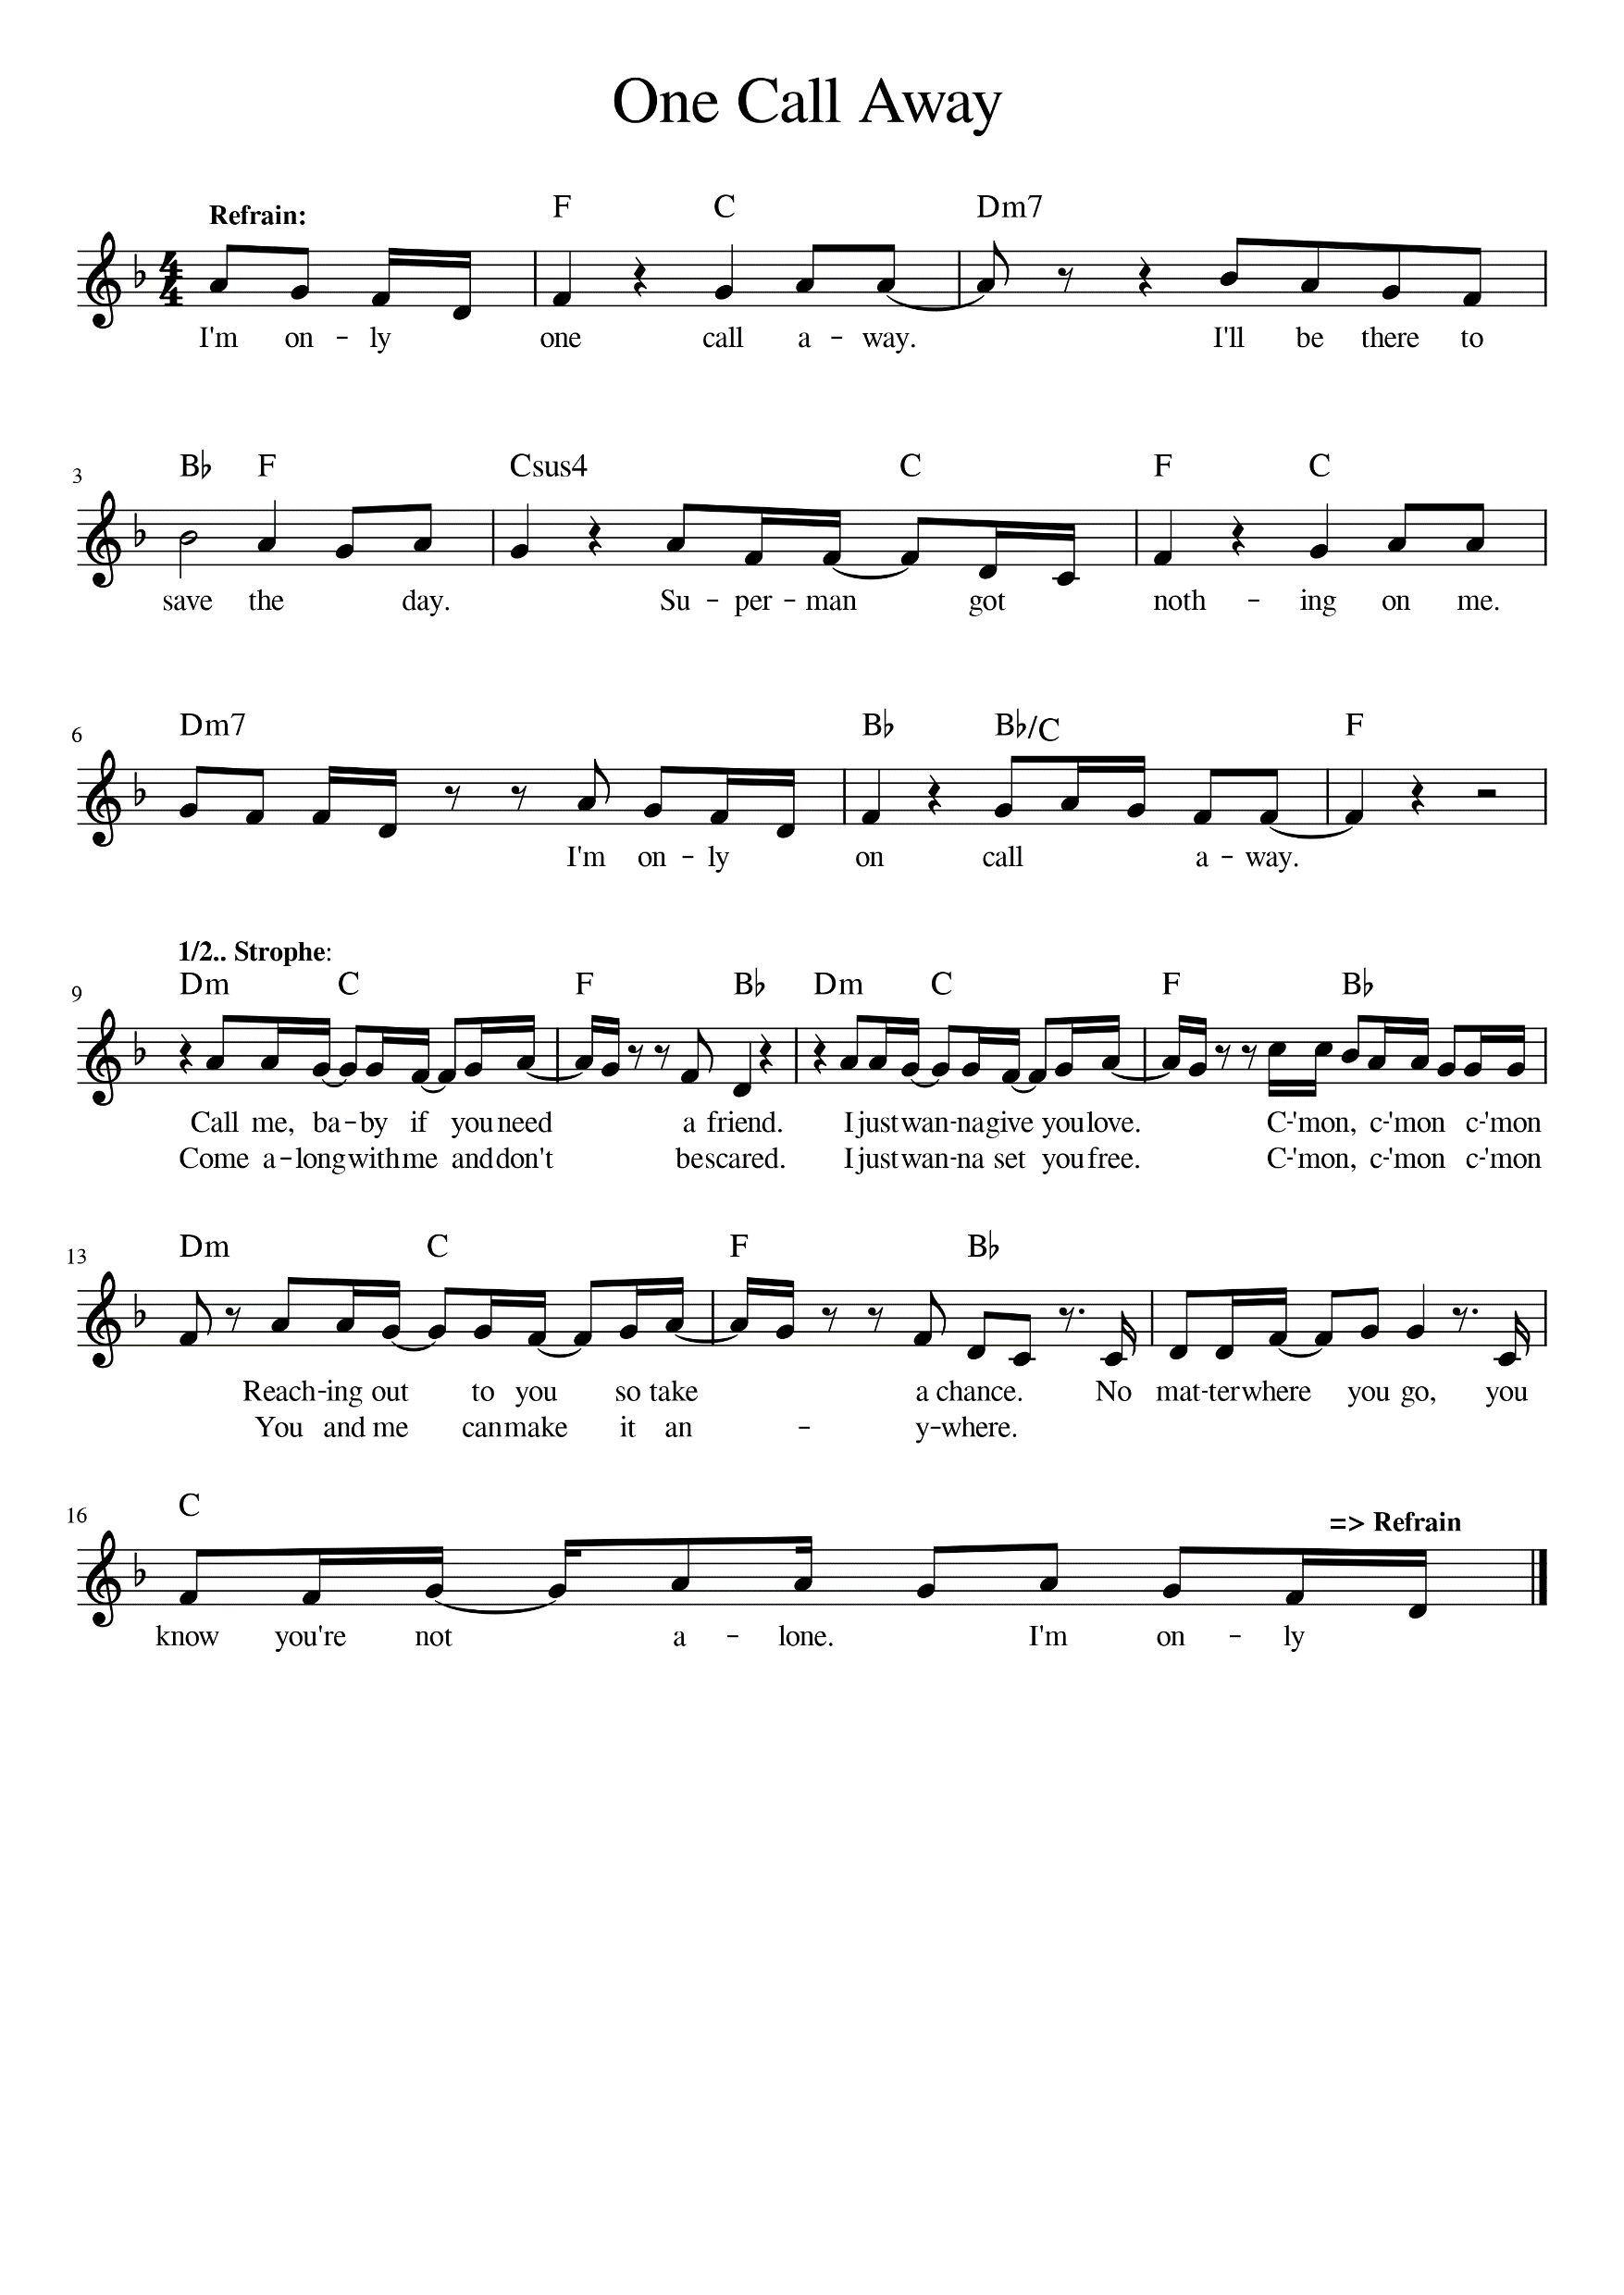 One Call Away
Refrain:
F C Dm7
4
4
I'm on - ly one call a - way. I'll be there to
3
B♭ F Csus4 C F C
save the day. Su - per - man got noth - ing on me.
6
Dm7 B♭ B♭/C F
I'm on - ly on call a - way.
1/2.. Strophe:
9
Dm C F B♭ Dm C F B♭
Call me, ba - by if you need a friend. I just wan - na give you love. C - 'mon, c - 'mon c - 'mon
Come a - long with me and don't be scared. I just wan - na set you free. C - 'mon, c - 'mon c - 'mon
13
Dm C F B♭
Reach - ing out to you so take a chance. No mat - ter where you go, you
You and me can make it an - y - where.
16
C => Refrain
know you're not a - lone. I'm on - ly